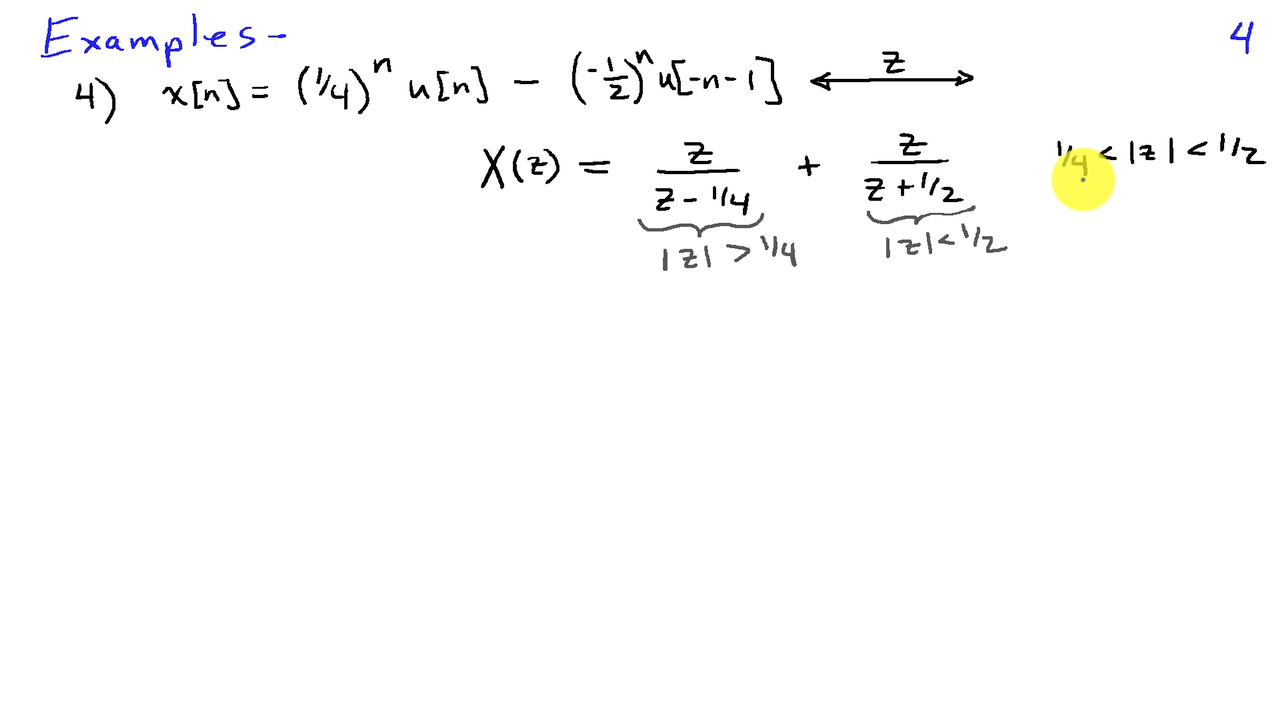 Examples- 4
4) x[n] = (1/4)^n u[n] - (-1/2)^n u[-n-1] ⟷ z
X(z) = z/(z - 1/4) + z/(z + 1/2) 1/4 < |z| < 1/2
|z| > 1/4 |z| < 1/2